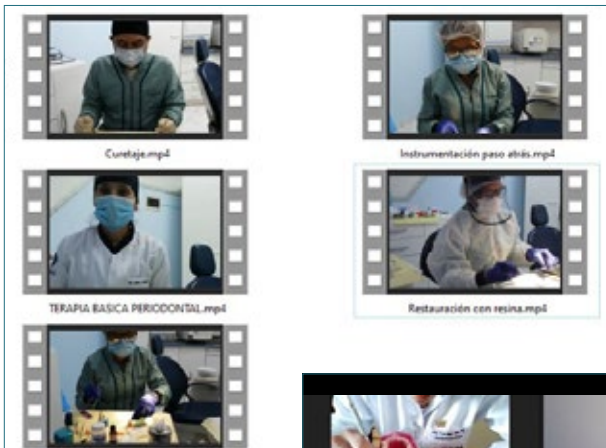 Curetaje.mp4
Instrumentación paso atrás.mp4
TERAPIA BASICA PERIODONTAL.mp4
Restauración con resina.mp4